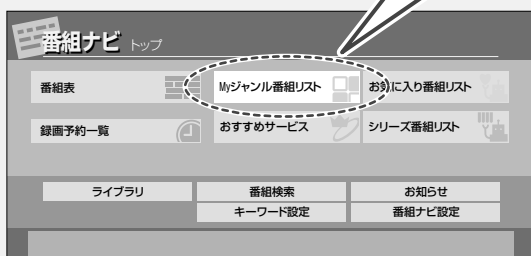 番組ナビ トップ
番組表 Myジャンル番組リスト お気に入り番組リスト
録画予約一覧 おすすめサービス シリーズ番組リスト
ライブラリ 番組検索 お知らせ
キーワード設定 番組ナビ設定